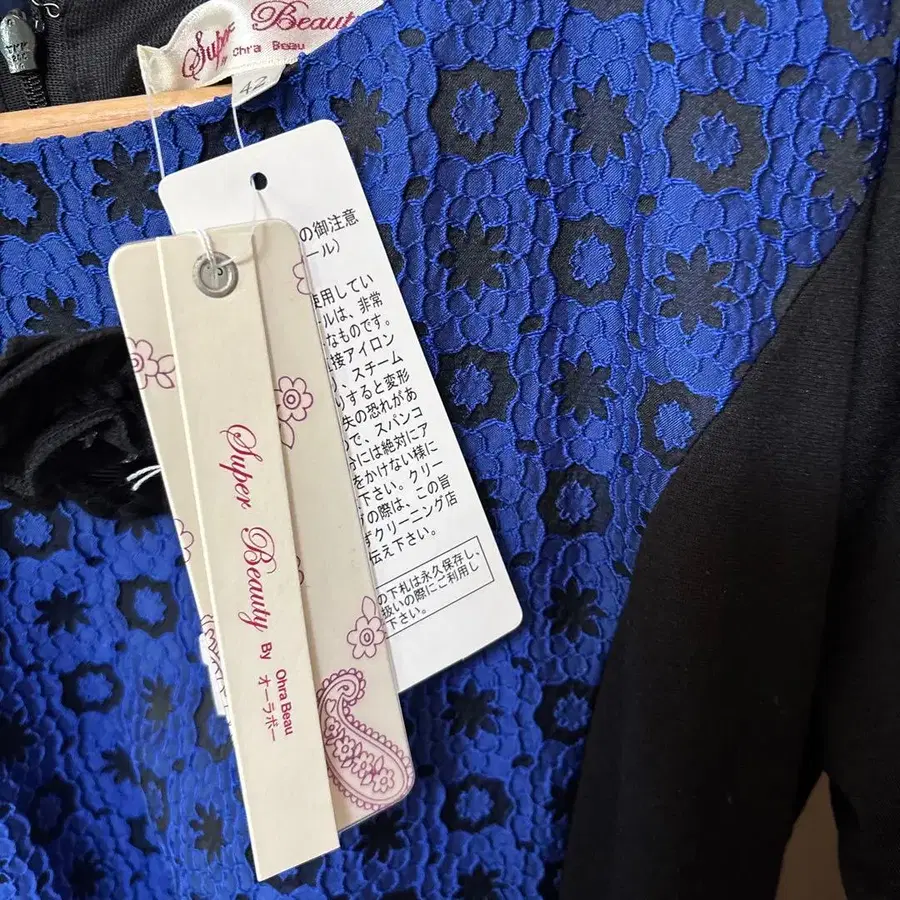 Super Beauty
By Ohra Beau
42
の御注意
ール)
使用してい
ルは、非常
なものです。
接アイロン
、スチーム
りすると変形
失の恐れがあ
で、スパンコ
分には絶対にア
をかけない様に
下さい。クリー
グの際は、この旨
ずクリーニング店
伝え下さい。
の下札は永久保存し、
扱いの際にご利用し
下さい。
Super Beauty By Ohra Beau
オーラボー